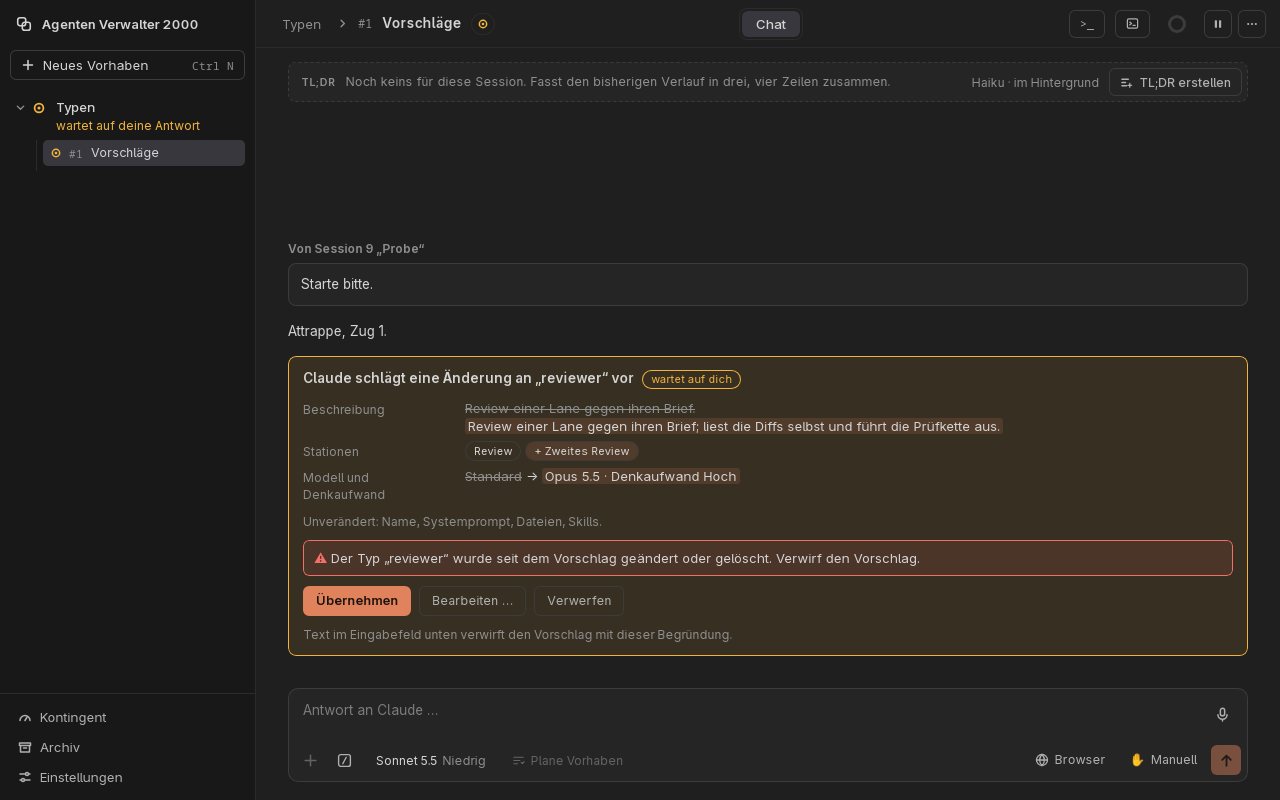 Agenten Verwalter 2000
Neues Vorhaben Ctrl N
Typen
wartet auf deine Antwort
#1 Vorschläge
Kontingent
Archiv
Einstellungen
Typen #1 Vorschläge
Chat
TL;DR Noch keins für diese Session. Fasst den bisherigen Verlauf in drei, vier Zeilen zusammen. Haiku · im Hintergrund TL;DR erstellen
Von Session 9 „Probe“
Starte bitte.
Attrappe, Zug 1.
Claude schlägt eine Änderung an „reviewer“ vor wartet auf dich
Beschreibung Review einer Lane gegen ihren Brief.
Review einer Lane gegen ihren Brief; liest die Diffs selbst und führt die Prüfkette aus.
Stationen Review + Zweites Review
Modell und Standard → Opus 5.5 · Denkaufwand Hoch
Denkaufwand
Unverändert: Name, Systemprompt, Dateien, Skills.
Der Typ „reviewer“ wurde seit dem Vorschlag geändert oder gelöscht. Verwirf den Vorschlag.
Übernehmen Bearbeiten … Verwerfen
Text im Eingabefeld unten verwirft den Vorschlag mit dieser Begründung.
Antwort an Claude …
Sonnet 5.5 Niedrig Plane Vorhaben Browser Manuell